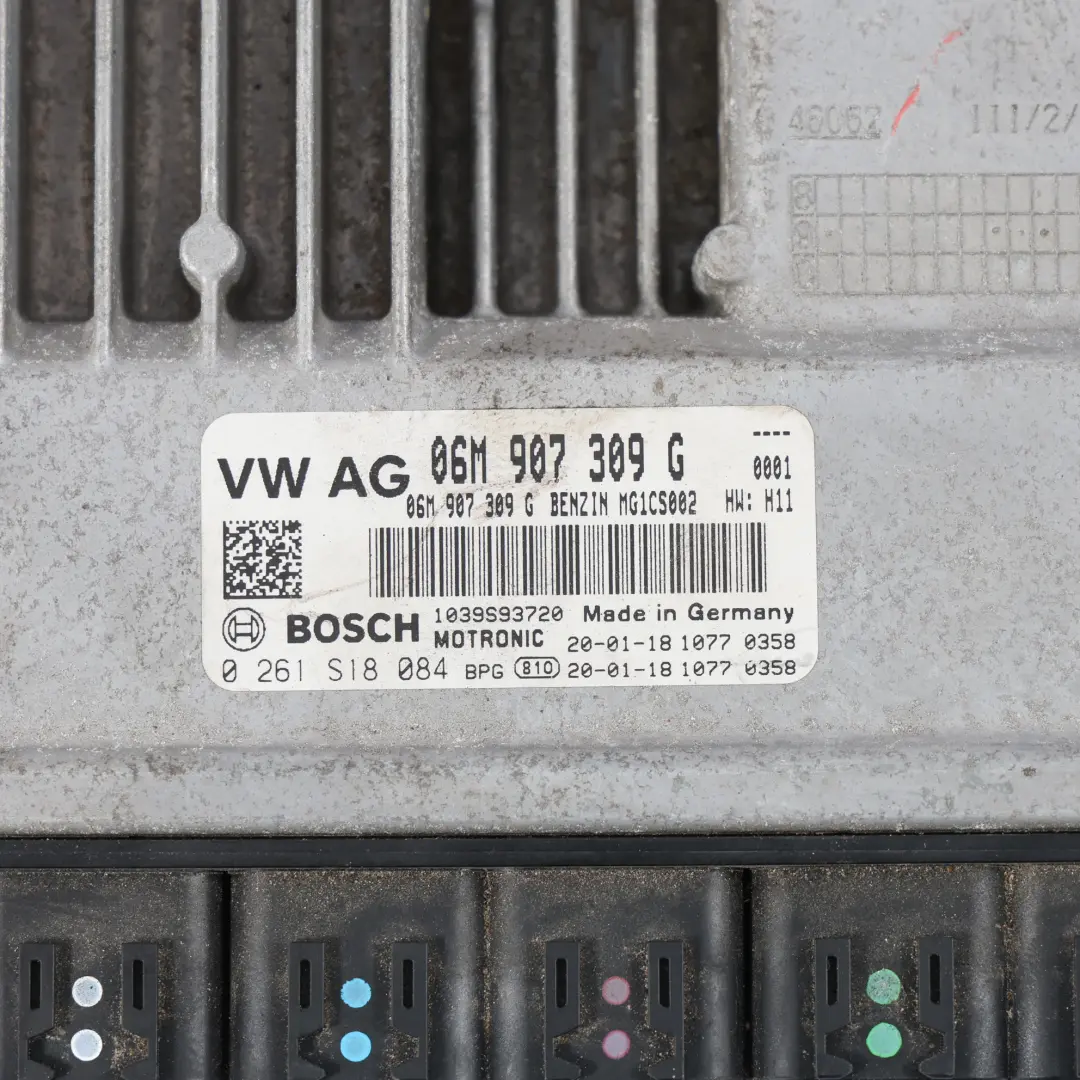 46062 111/2/
8
8
VW AG 06M 907 309 G ----
0001
06M 907 309 G BENZIN MG1CS002 HW: H11
BOSCH 1039S93720 Made in Germany
MOTRONIC 20-01-18 1077 0358
0 261 S18 084 BPG 810 20-01-18 1077 0358